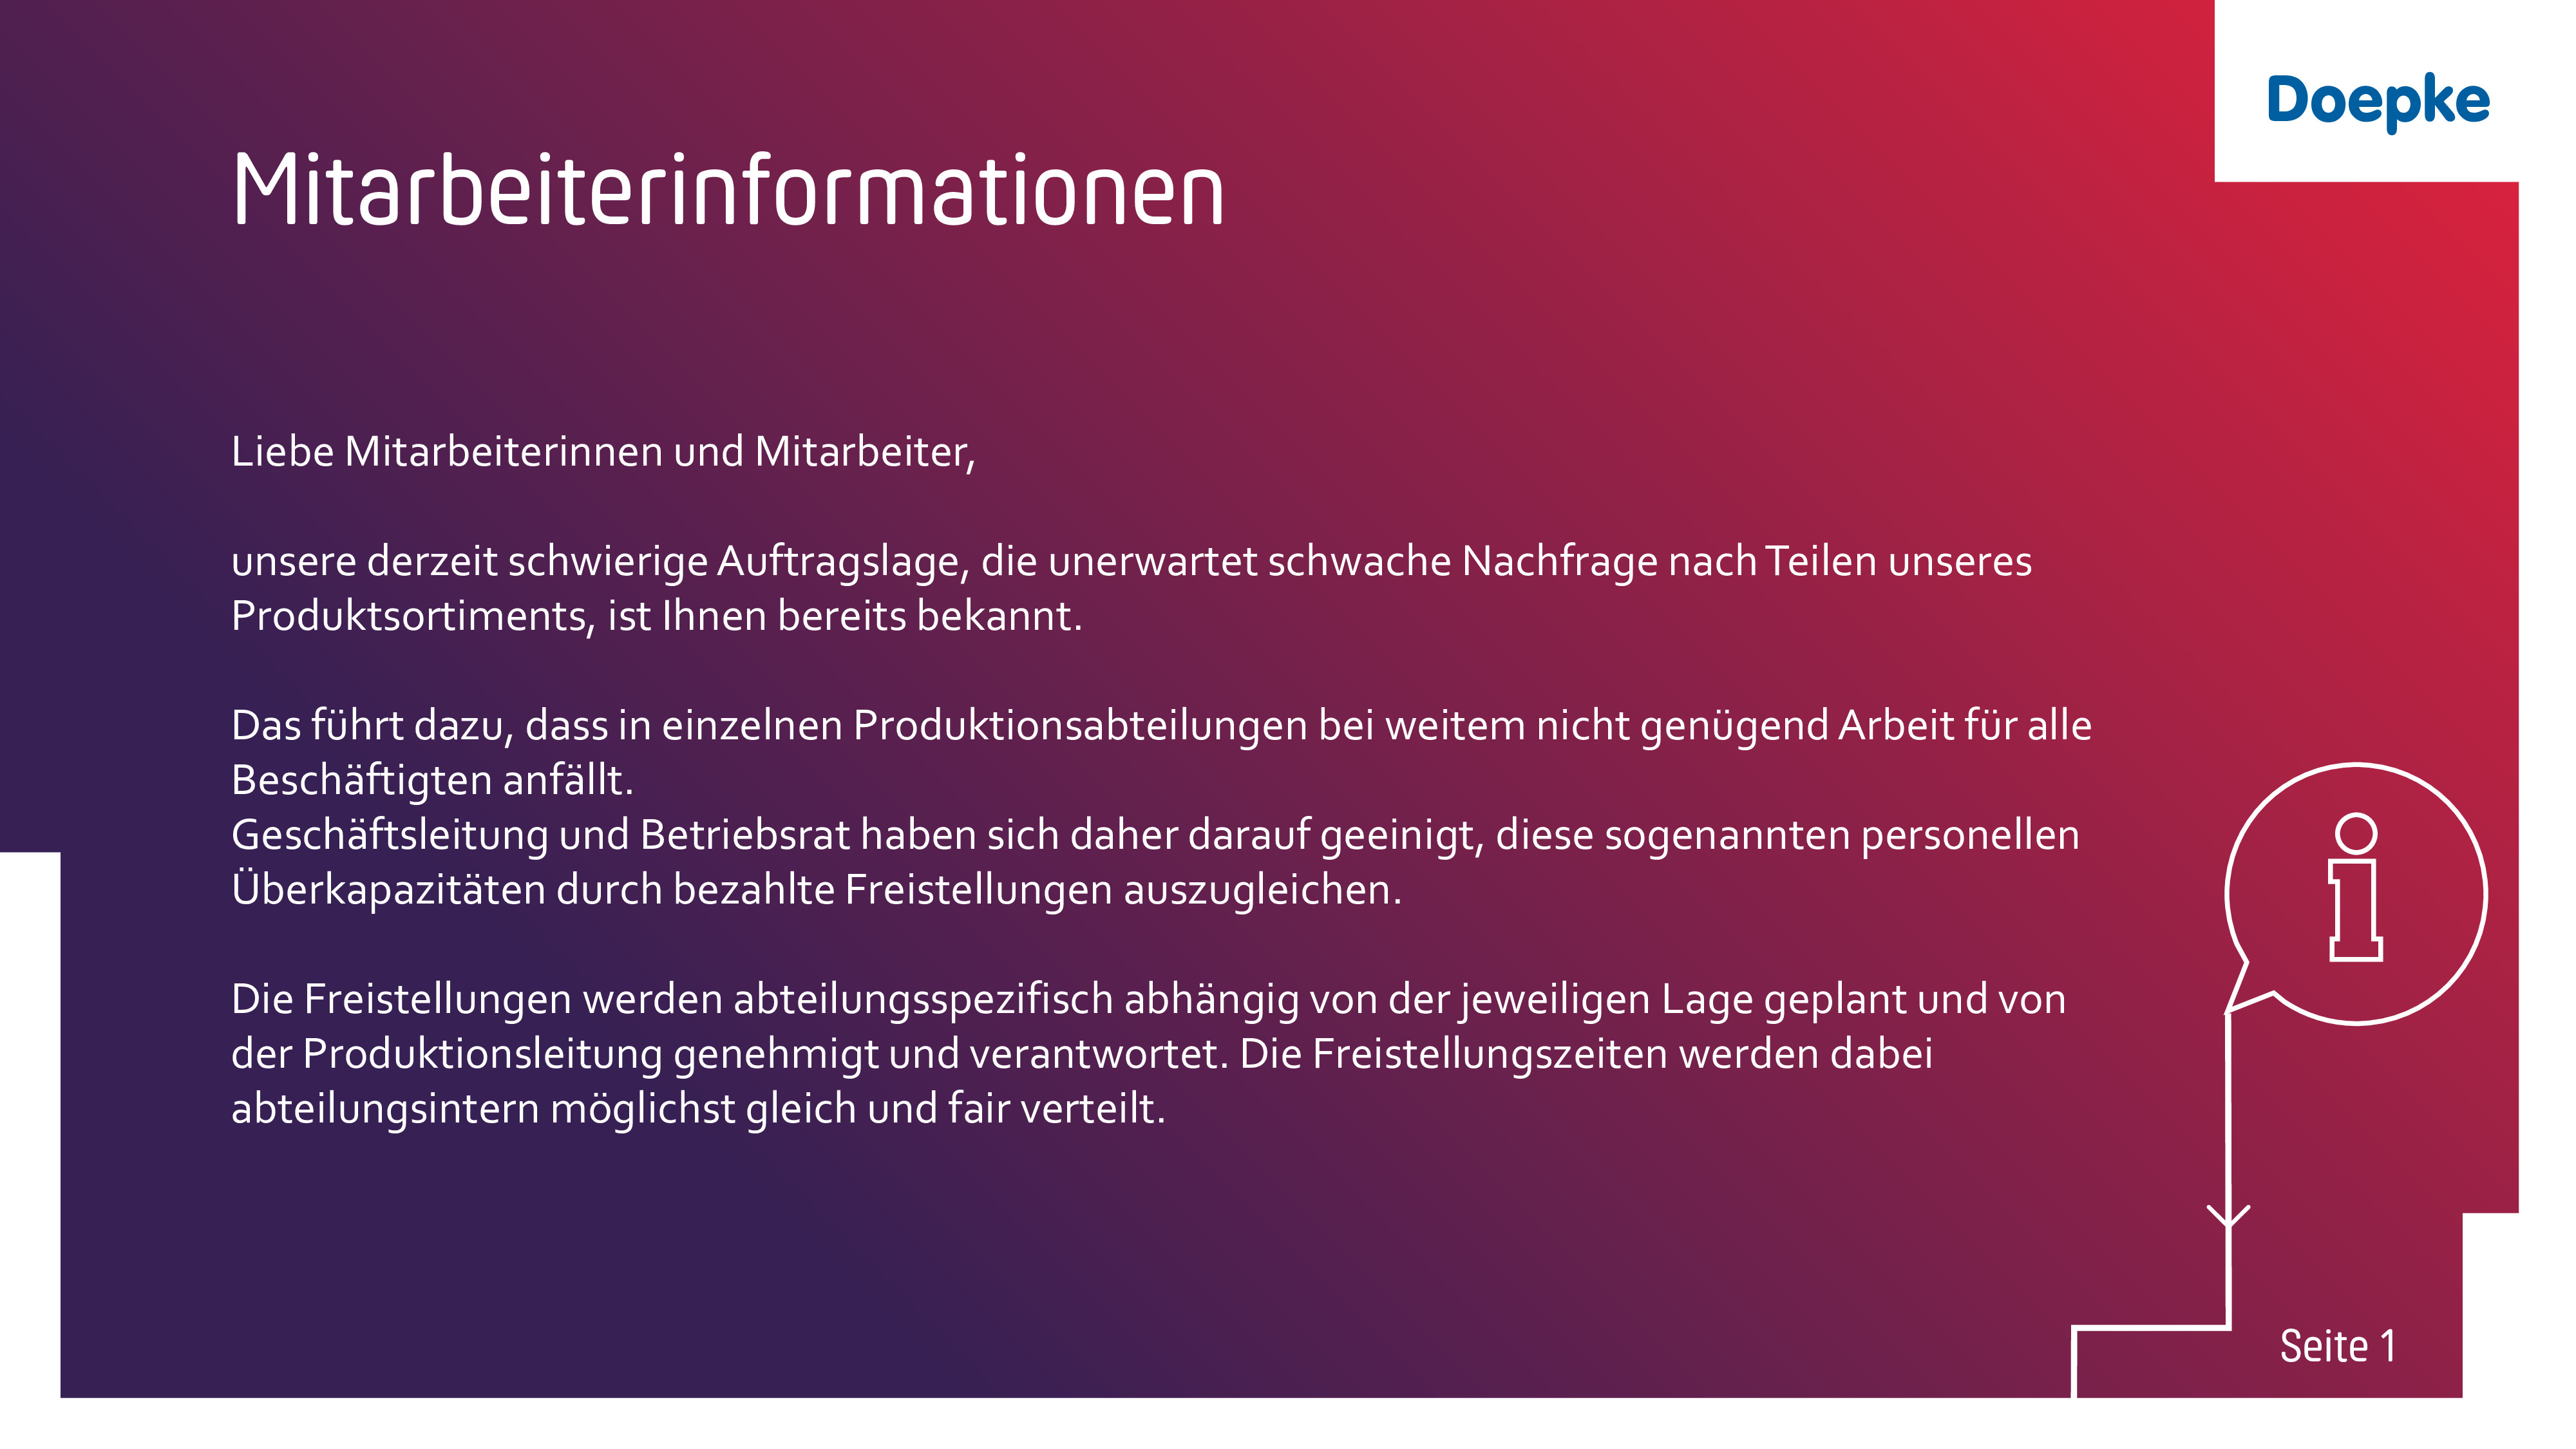 Doepke
Mitarbeiterinformationen
Liebe Mitarbeiterinnen und Mitarbeiter,
unsere derzeit schwierige Auftragslage, die unerwartet schwache Nachfrage nach Teilen unseres
Produktsortiments, ist Ihnen bereits bekannt.
Das führt dazu, dass in einzelnen Produktionsabteilungen bei weitem nicht genügend Arbeit für alle
Beschäftigten anfällt.
Geschäftsleitung und Betriebsrat haben sich daher darauf geeinigt, diese sogenannten personellen
Überkapazitäten durch bezahlte Freistellungen auszugleichen.
Die Freistellungen werden abteilungsspezifisch abhängig von der jeweiligen Lage geplant und von
der Produktionsleitung genehmigt und verantwortet. Die Freistellungszeiten werden dabei
abteilungsintern möglichst gleich und fair verteilt.
Seite 1